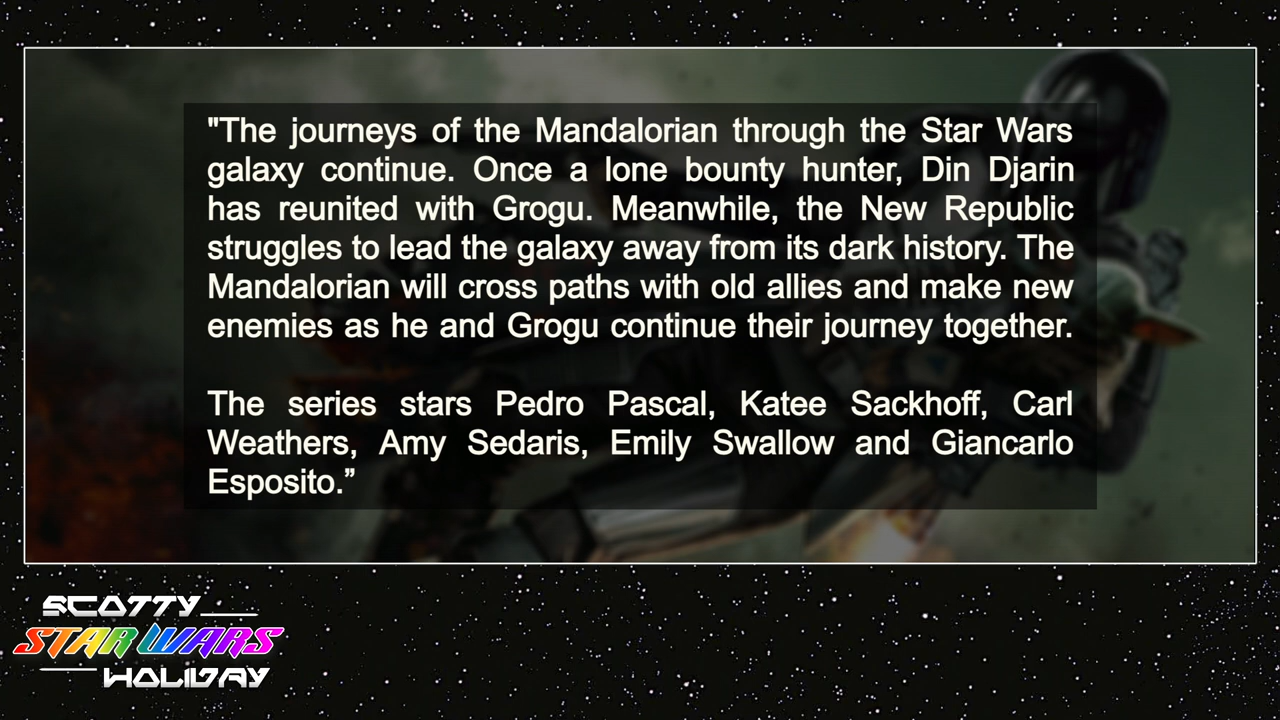 "The journeys of the Mandalorian through the Star Wars
galaxy continue. Once a lone bounty hunter, Din Djarin
has reunited with Grogu. Meanwhile, the New Republic
struggles to lead the galaxy away from its dark history. The
Mandalorian will cross paths with old allies and make new
enemies as he and Grogu continue their journey together.
The series stars Pedro Pascal, Katee Sackhoff, Carl
Weathers, Amy Sedaris, Emily Swallow and Giancarlo
Esposito.”
SCOTTY
STAR WARS
HOLIDAY